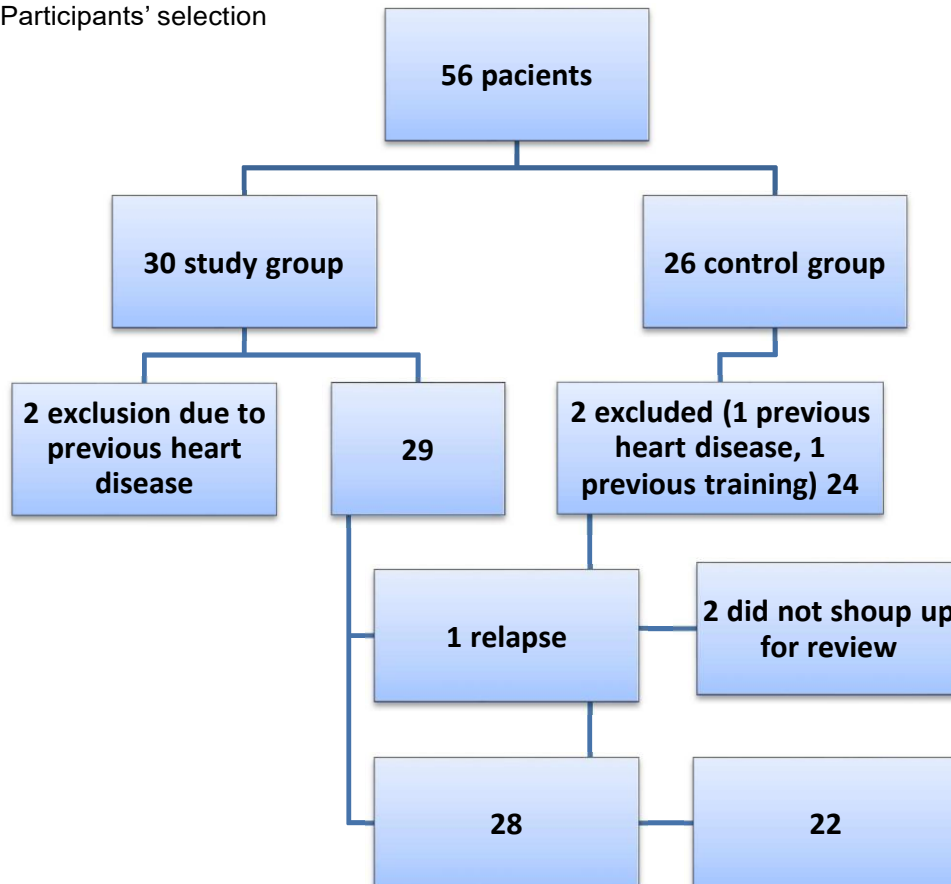 Participants’ selection
56 pacients
30 study group
26 control group
2 exclusion due to
previous heart
disease
29
2 excluded (1 previous
heart disease, 1
previous training) 24
1 relapse
2 did not shoup up
for review
28
22